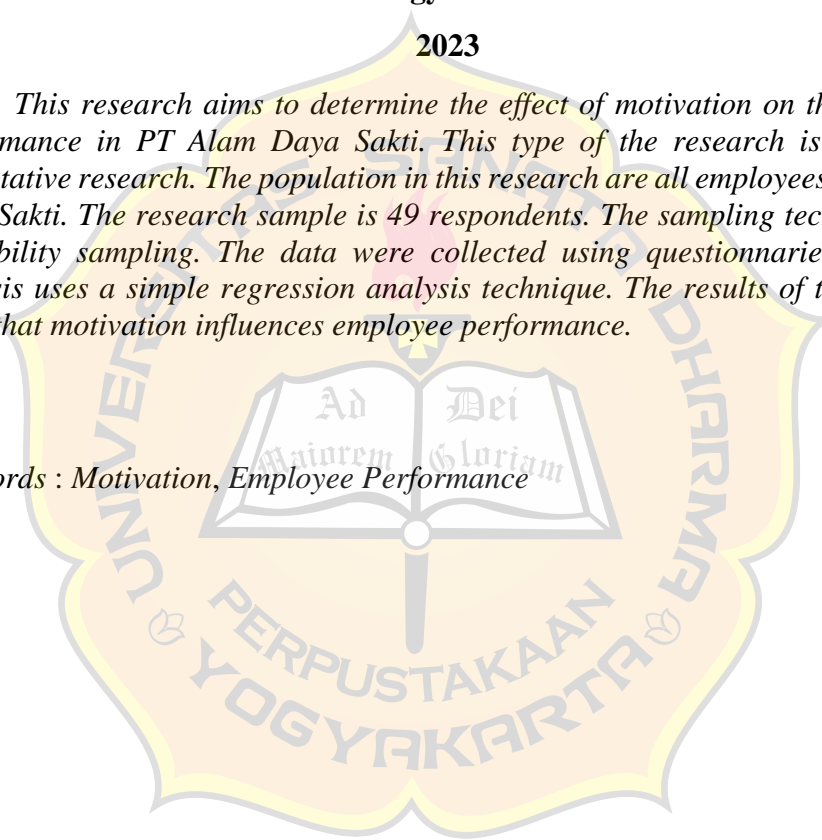 gy
2023
This research aims to determine the effect of motivation on th
mance in PT Alam Daya Sakti. This type of the research is
tative research. The population in this research are all employees
Sakti. The research sample is 49 respondents. The sampling tec
bility sampling. The data were collected using questionnarie
is uses a simple regression analysis technique. The results of t
hat motivation influences employee performance.
ords : Motivation, Employee Performance
UNIVERSITAS SANATA DHARMA
Ad Dei
Maiorem Gloriam
PERPUSTAKAAN
YOGYAKARTA